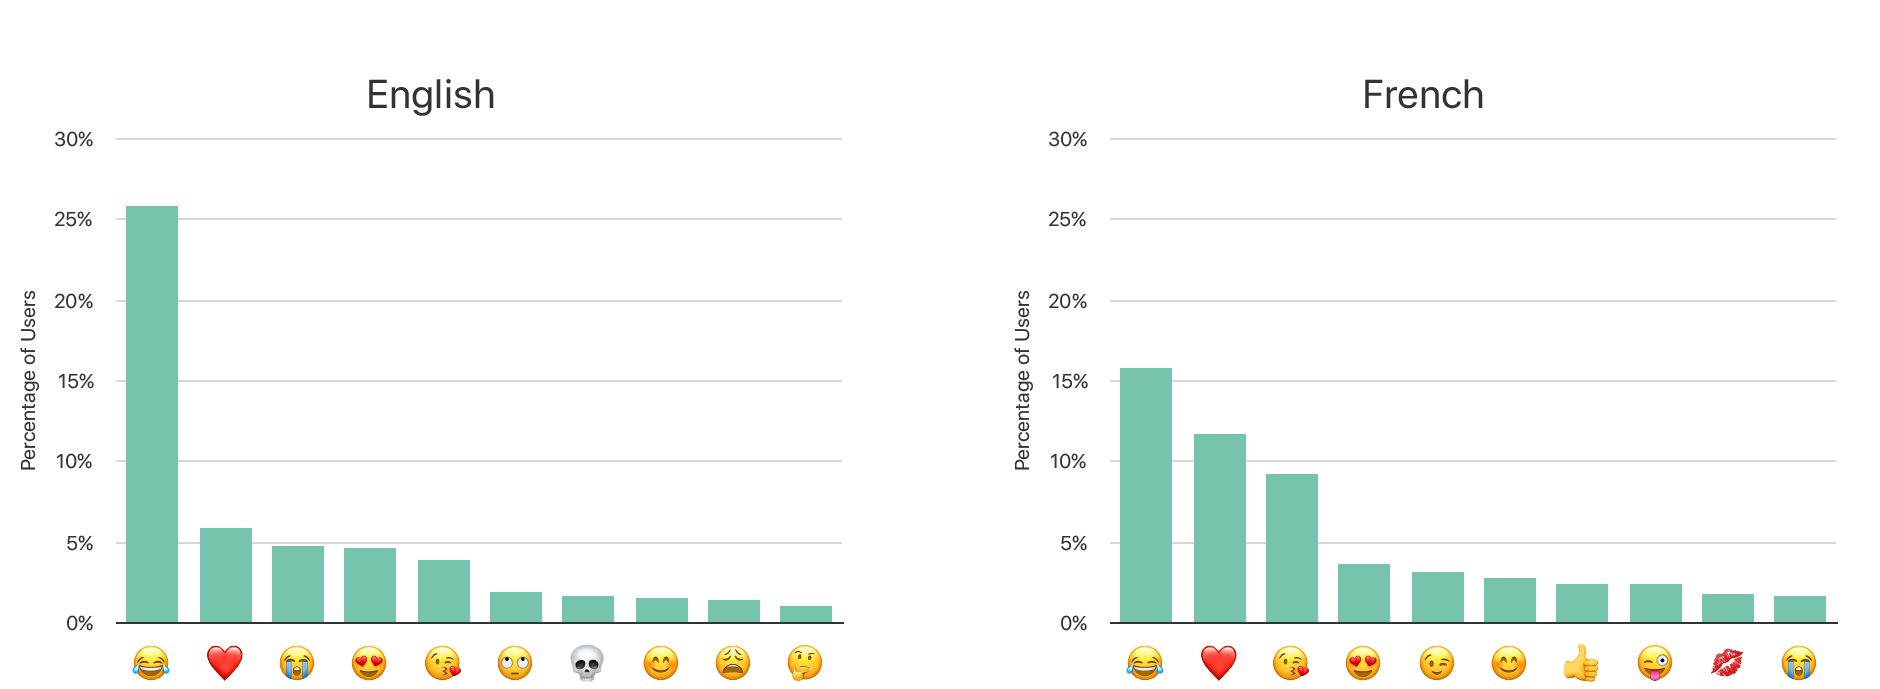 English
30%
25%
20%
15%
10%
5%
0%
Percentage of Users
😂 ❤️ 😭 😍 😘 🙄 💀 😊 😩 🤔
French
30%
25%
20%
15%
10%
5%
0%
Percentage of Users
😂 ❤️ 😘 😍 😉 😊 👍 😜 💋 😭